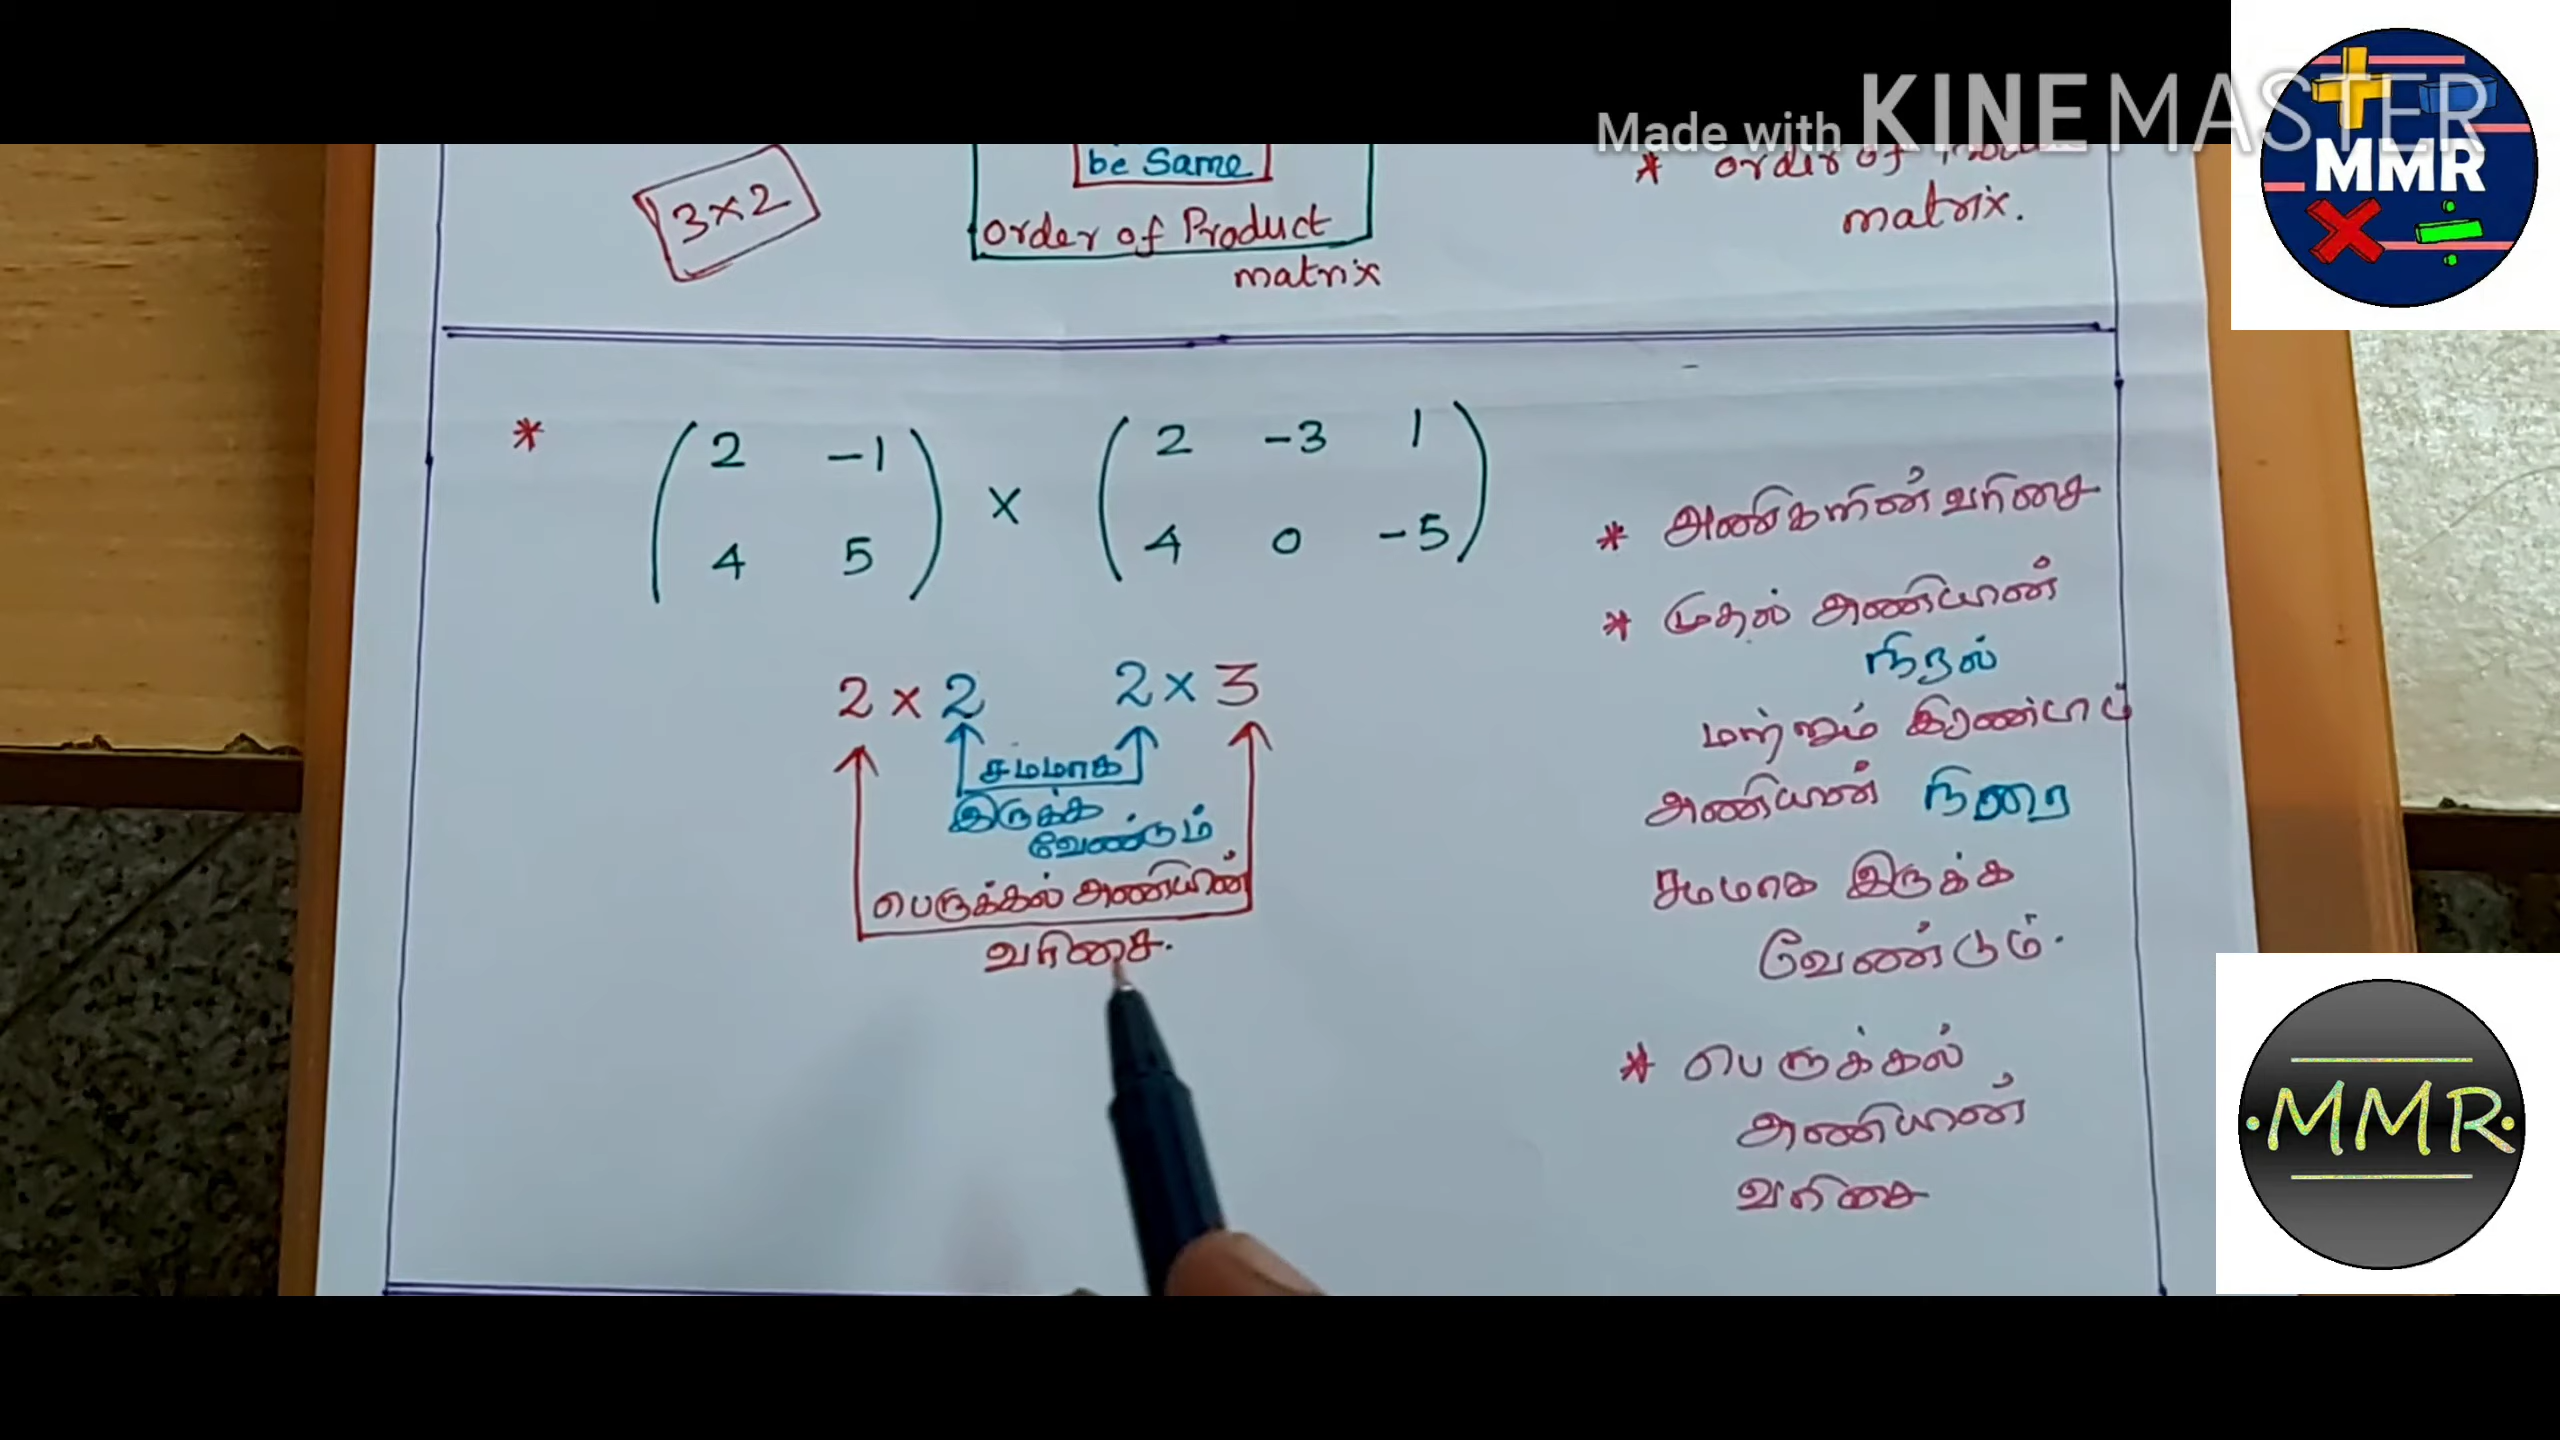 Made with KINEMASTER
MMR
be Same
3×2
order of Product
matrix
* order of
matrix.
* ( 2 -1 ) × ( 2 -3 1 )
4 5 4 0 -5
2 × 2 2 × 3
சமமாக
இருக்க
வேண்டும்
பெருக்கல் அணியின்
வரிசை.
* அணிகளின் வரிசை
* முதல் அணியின்
நிரல்
மற்றும் இரண்டாம்
அணியின் நிறை
சமமாக இருக்க
வேண்டும்.
* பெருக்கல்
அணியின்
வரிசை
.MMR.